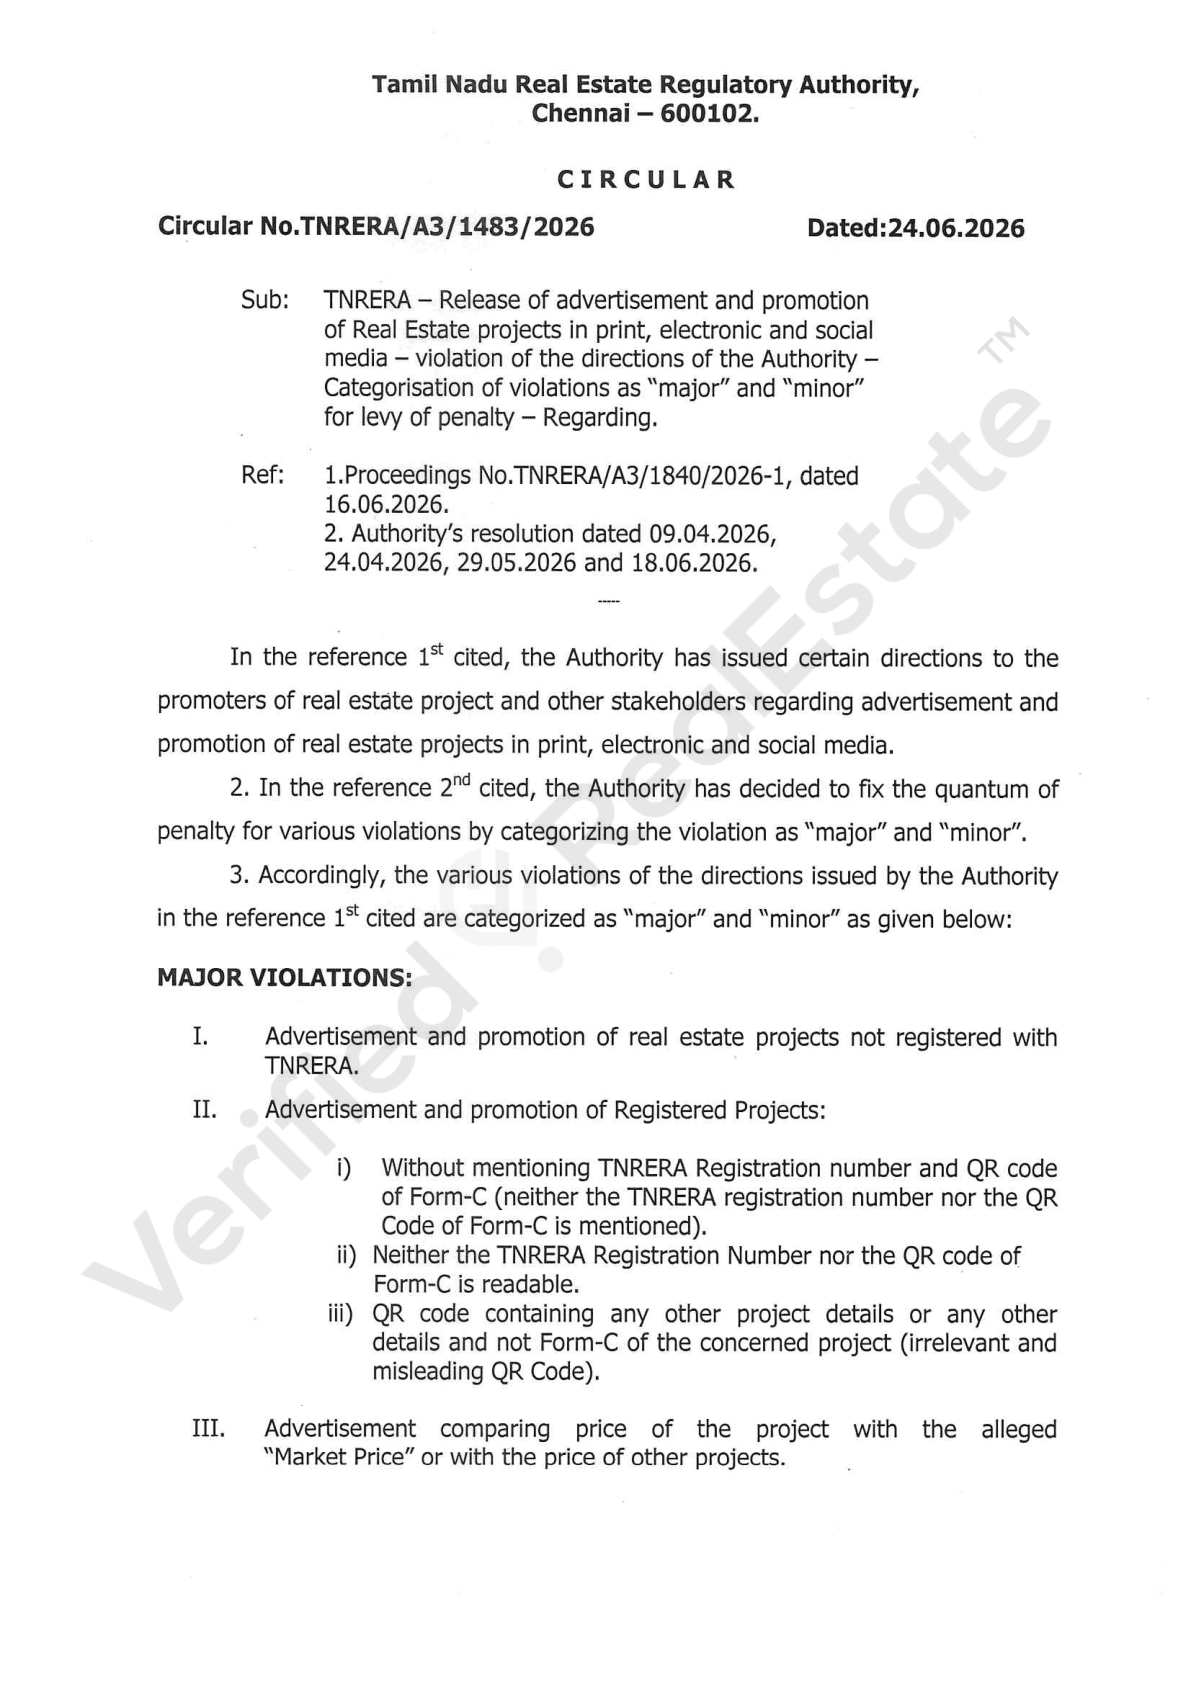 Tamil Nadu Real Estate Regulatory Authority,
Chennai – 600102.
CIRCULAR
Circular No.TNRERA/A3/1483/2026 Dated:24.06.2026
Sub: TNRERA – Release of advertisement and promotion
of Real Estate projects in print, electronic and social
media – violation of the directions of the Authority –
Categorisation of violations as “major” and “minor”
for levy of penalty – Regarding.
Ref: 1.Proceedings No.TNRERA/A3/1840/2026-1, dated
16.06.2026.
2. Authority’s resolution dated 09.04.2026,
24.04.2026, 29.05.2026 and 18.06.2026.
-----
In the reference 1st cited, the Authority has issued certain directions to the
promoters of real estate project and other stakeholders regarding advertisement and
promotion of real estate projects in print, electronic and social media.
2. In the reference 2nd cited, the Authority has decided to fix the quantum of
penalty for various violations by categorizing the violation as “major” and “minor”.
3. Accordingly, the various violations of the directions issued by the Authority
in the reference 1st cited are categorized as “major” and “minor” as given below:
MAJOR VIOLATIONS:
I. Advertisement and promotion of real estate projects not registered with
TNRERA.
II. Advertisement and promotion of Registered Projects:
i) Without mentioning TNRERA Registration number and QR code
of Form-C (neither the TNRERA registration number nor the QR
Code of Form-C is mentioned).
ii) Neither the TNRERA Registration Number nor the QR code of
Form-C is readable.
iii) QR code containing any other project details or any other
details and not Form-C of the concerned project (irrelevant and
misleading QR Code).
III. Advertisement comparing price of the project with the alleged
“Market Price” or with the price of other projects.
Verified RealEstate TM